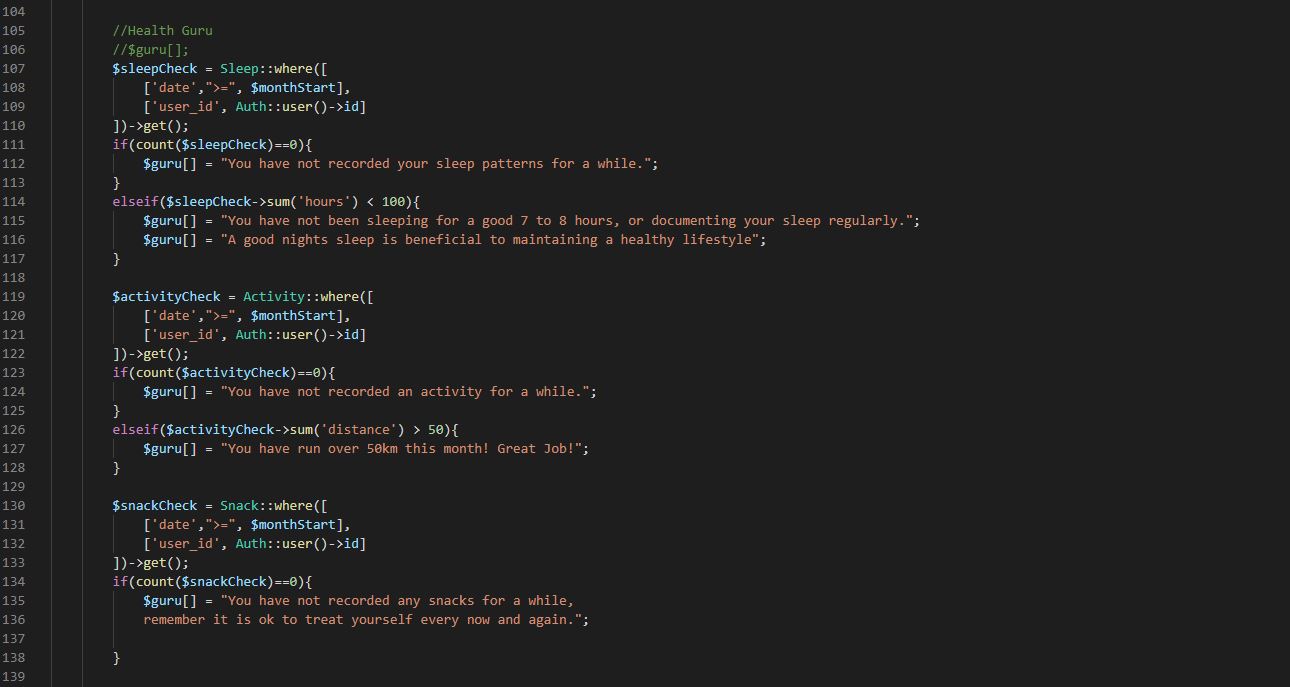 104
105 //Health Guru
106 //$guru[];
107 $sleepCheck = Sleep::where([
108 ['date',">=", $monthStart],
109 ['user_id', Auth::user()->id]
110 ])->get();
111 if(count($sleepCheck)==0){
112 $guru[] = "You have not recorded your sleep patterns for a while.";
113 }
114 elseif($sleepCheck->sum('hours') < 100){
115 $guru[] = "You have not been sleeping for a good 7 to 8 hours, or documenting your sleep regularly.";
116 $guru[] = "A good nights sleep is beneficial to maintaining a healthy lifestyle";
117 }
118
119 $activityCheck = Activity::where([
120 ['date',">=", $monthStart],
121 ['user_id', Auth::user()->id]
122 ])->get();
123 if(count($activityCheck)==0){
124 $guru[] = "You have not recorded an activity for a while.";
125 }
126 elseif($activityCheck->sum('distance') > 50){
127 $guru[] = "You have run over 50km this month! Great Job!";
128 }
129
130 $snackCheck = Snack::where([
131 ['date',">=", $monthStart],
132 ['user_id', Auth::user()->id]
133 ])->get();
134 if(count($snackCheck)==0){
135 $guru[] = "You have not recorded any snacks for a while,
136 remember it is ok to treat yourself every now and again.";
137
138 }
139